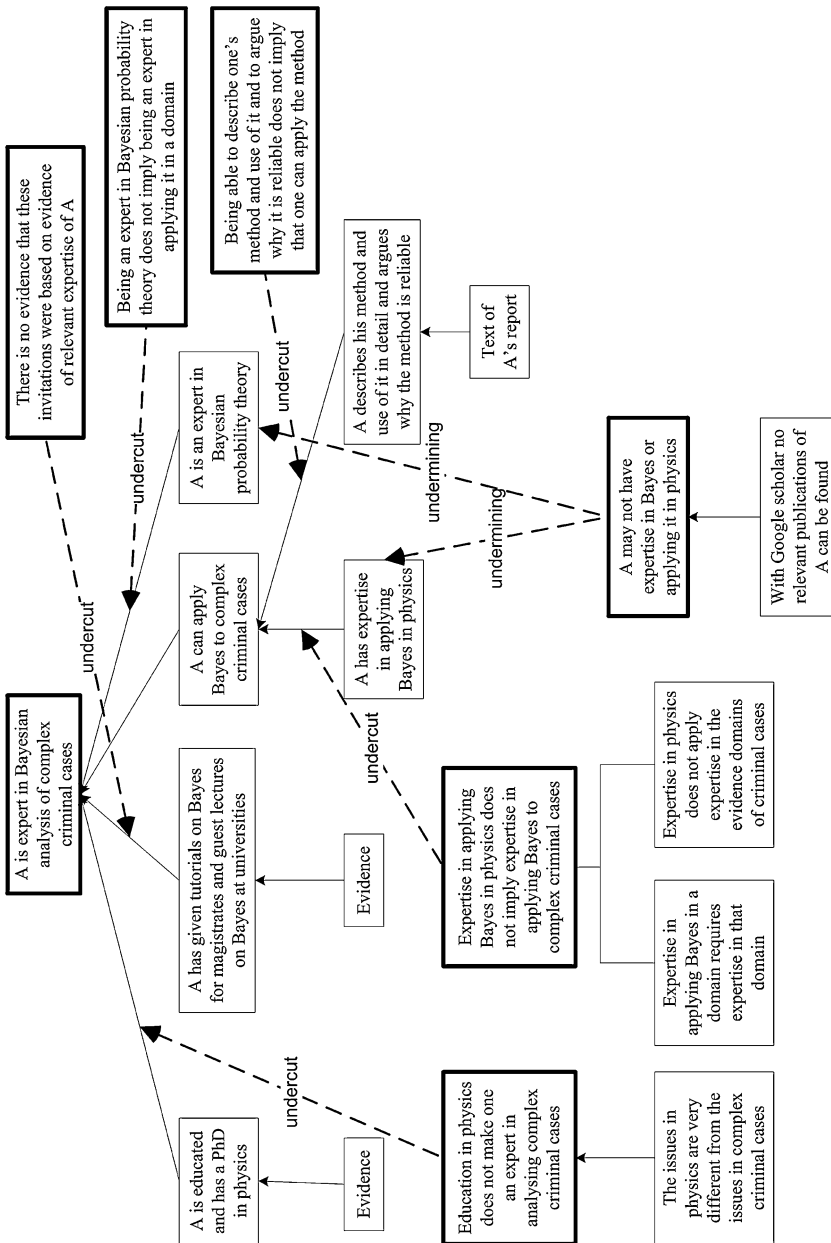 There is no evidence that these
invitations were based on evidence
of relevant expertise of A
Being an expert in Bayesian probability
theory does not imply being an expert in
applying it in a domain
Being able to describe one's
method and use of it and to argue
why it is reliable does not imply
that one can apply the method
A is expert in Bayesian
analysis of complex
criminal cases
undercut
undercut
undercut
A is educated
and has a PhD
in physics
A has given tutorials on Bayes
for magistrates and guest lectures
on Bayes at universities
A can apply
Bayes to complex
criminal cases
A is an expert in
Bayesian
probability theory
Evidence
Evidence
A has expertise
in applying
Bayes in physics
A describes his method and
use of it in detail and argues
why the method is reliable
Text of
A's report
undercut
undercut
undermining
undermining
Education in physics
does not make one
an expert in
analysing complex
criminal cases
Expertise in applying
Bayes in physics does
not imply expertise in
applying Bayes to
complex criminal cases
A may not have
expertise in Bayes or
applying it in physics
The issues in
physics are very
different from the
issues in complex
criminal cases
Expertise in
applying Bayes in a
domain requires
expertise in that
domain
Expertise in physics
does not apply
expertise in the
evidence domains
of criminal cases
With Google scholar no
relevant publications of
A can be found